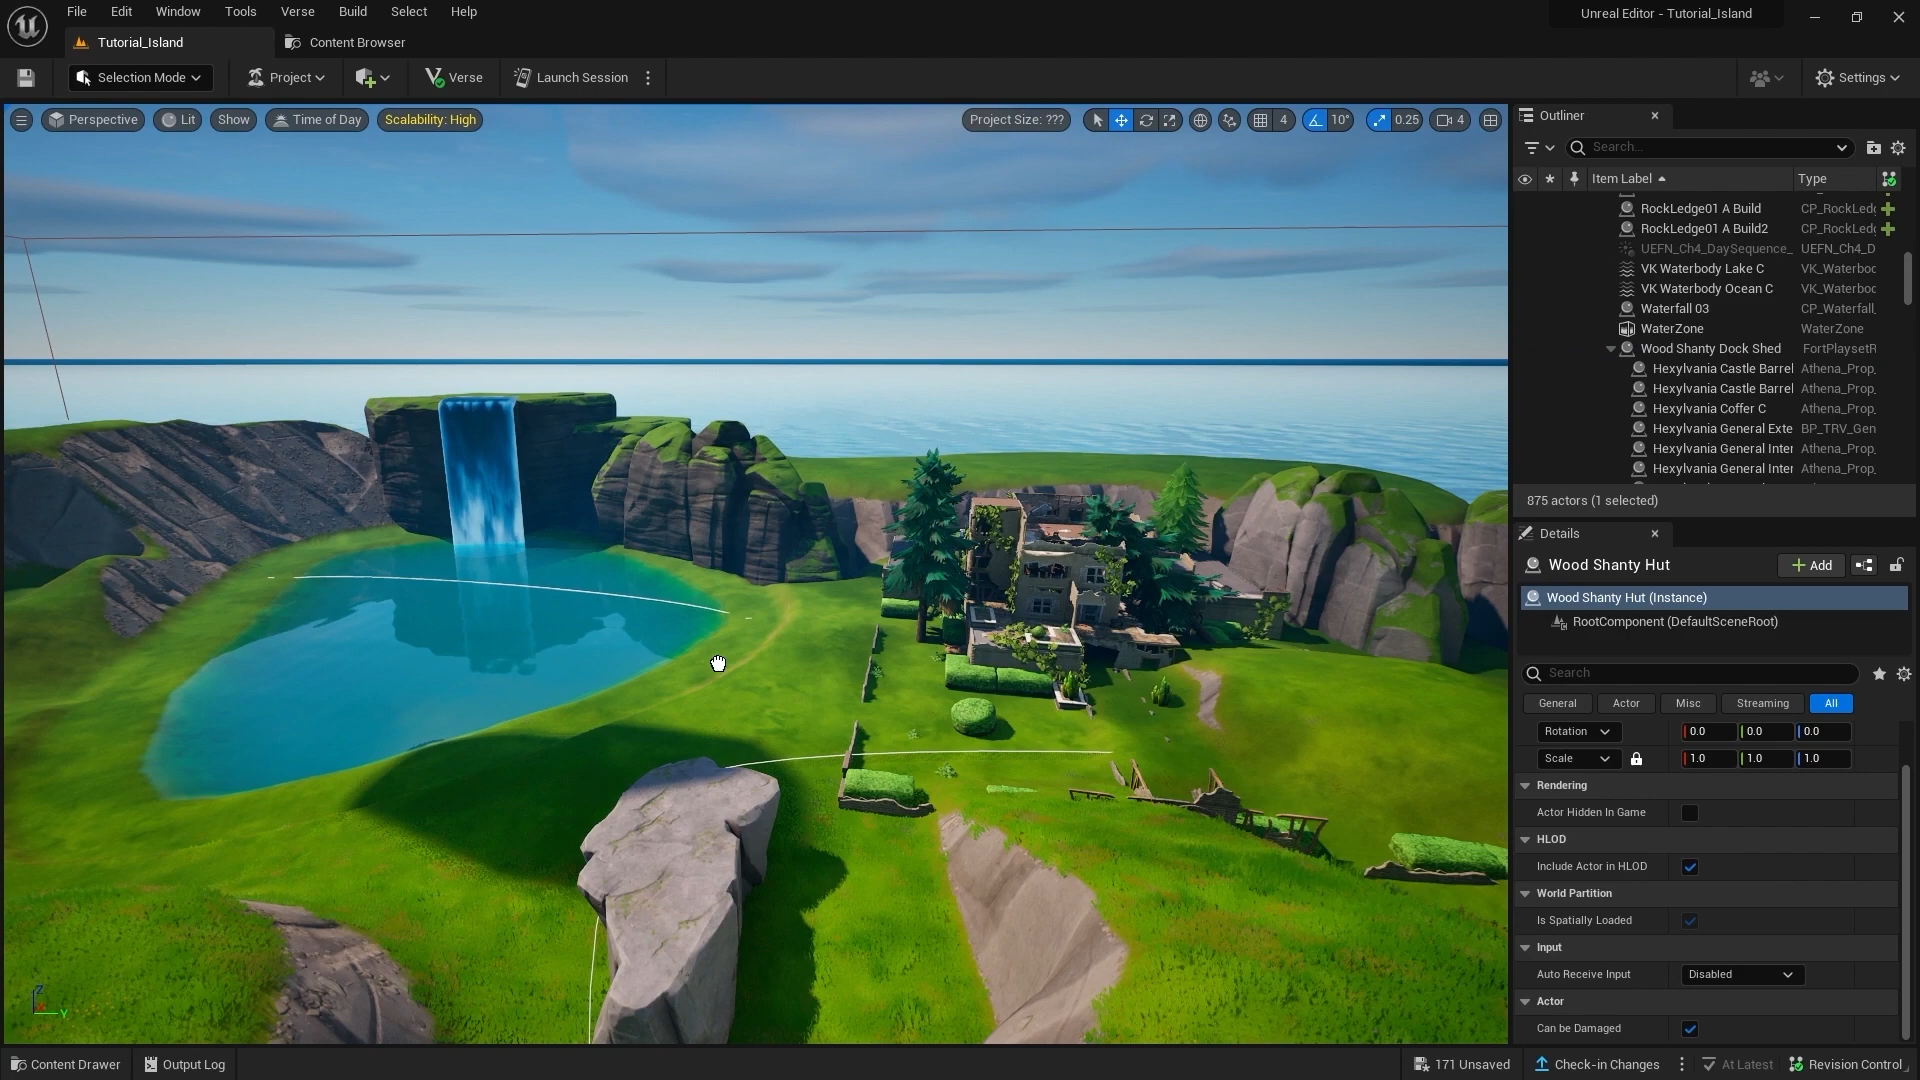 File Edit Window Tools Verse Build Select Help
Unreal Editor - Tutorial_Island
Tutorial_Island Content Browser
Selection Mode Project Verse Launch Session Settings
Perspective Lit Show Time of Day Scalability: High Project Size: ??? 4 10° 0.25 4
Outliner
Search...
Item Label Type
RockLedge01 A Build CP_RockLedg
RockLedge01 A Build2 CP_RockLedg
UEFN_Ch4_DaySequence_ UEFN_Ch4_D
VK Waterbody Lake C VK_Waterboc
VK Waterbody Ocean C VK_Waterboc
Waterfall 03 CP_Waterfall_
WaterZone WaterZone
Wood Shanty Dock Shed FortPlaysetR
Hexylvania Castle Barrel Athena_Prop_
Hexylvania Castle Barrel Athena_Prop_
Hexylvania Coffer C Athena_Prop_
Hexylvania General Exte BP_TRV_Gen
Hexylvania General Inter Athena_Prop_
Hexylvania General Inter Athena_Prop_
875 actors (1 selected)
Details
Wood Shanty Hut Add
Wood Shanty Hut (Instance)
RootComponent (DefaultSceneRoot)
Search
General Actor Misc Streaming All
Rotation 0.0 0.0 0.0
Scale 1.0 1.0 1.0
Rendering
Actor Hidden In Game
HLOD
Include Actor in HLOD
World Partition
Is Spatially Loaded
Input
Auto Receive Input Disabled
Actor
Can be Damaged
Z
Y
Content Drawer Output Log 171 Unsaved Check-in Changes At Latest Revision Control